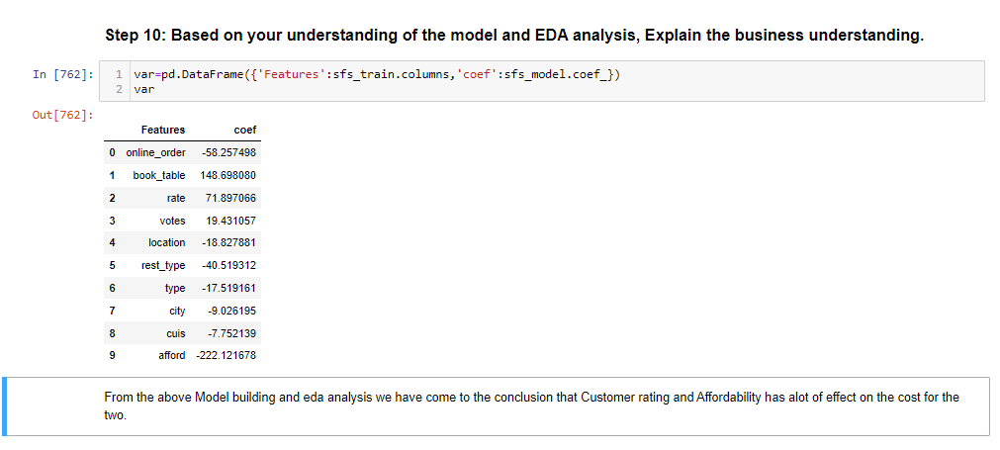 Step 10: Based on your understanding of the model and EDA analysis, Explain the business understanding.
In [762]: 1 var=pd.DataFrame({'Features':sfs_train.columns,'coef':sfs_model.coef_})
2 var
Out[762]:
Features coef
0 online_order -58.257498
1 book_table 148.698080
2 rate 71.897066
3 votes 19.431057
4 location -18.827881
5 rest_type -40.519312
6 type -17.519161
7 city -9.026195
8 cuis -7.752139
9 afford -222.121678
From the above Model building and eda analysis we have come to the conclusion that Customer rating and Affordability has alot of effect on the cost for the
two.